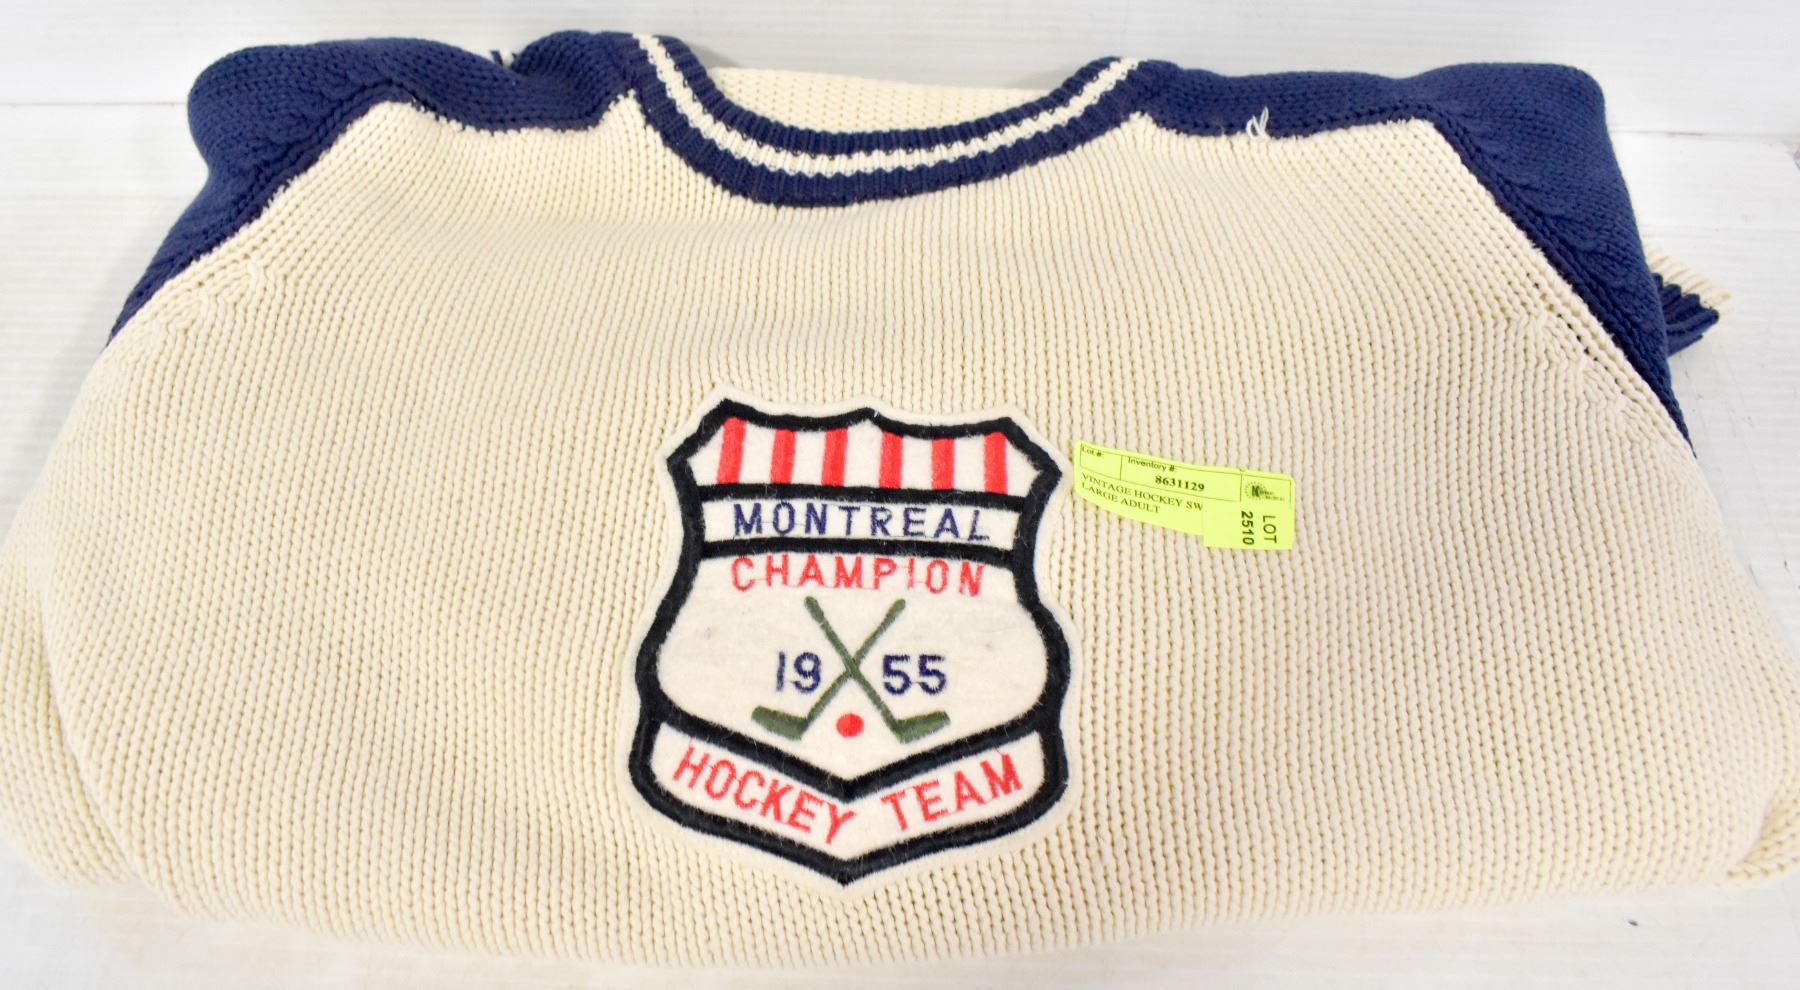 MONTREAL
CHAMPION
19 55
HOCKEY TEAM
Lot #: Inventory #:
8631129
VINTAGE HOCKEY SW
LARGE ADULT
LOT
2510